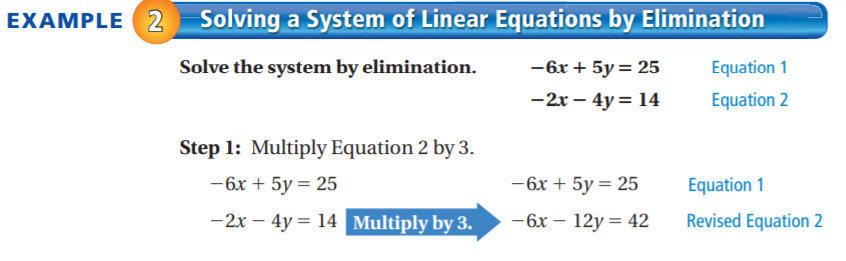 EXAMPLE 2 Solving a System of Linear Equations by Elimination
Solve the system by elimination. −6x + 5y = 25 Equation 1
−2x − 4y = 14 Equation 2
Step 1: Multiply Equation 2 by 3.
−6x + 5y = 25 −6x + 5y = 25 Equation 1
−2x − 4y = 14 Multiply by 3. −6x − 12y = 42 Revised Equation 2